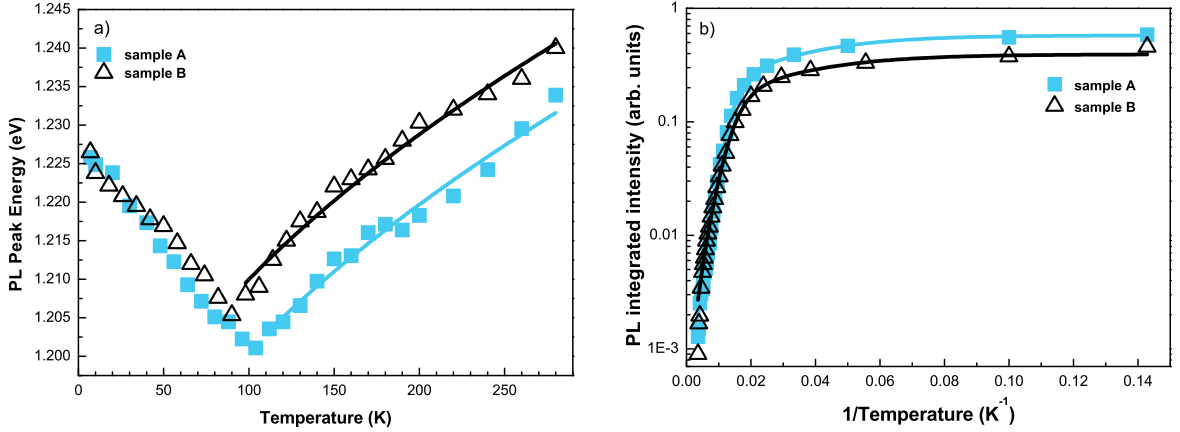 a)
sample A
sample B
PL Peak Energy (eV)
1.245
1.240
1.235
1.230
1.225
1.220
1.215
1.210
1.205
1.200
0
50
100
150
200
250
Temperature (K)
b)
sample A
sample B
PL integrated intensity (arb. units)
1
0.1
0.01
1E-3
0.00
0.02
0.04
0.06
0.08
0.10
0.12
0.14
1/Temperature (K⁻¹)